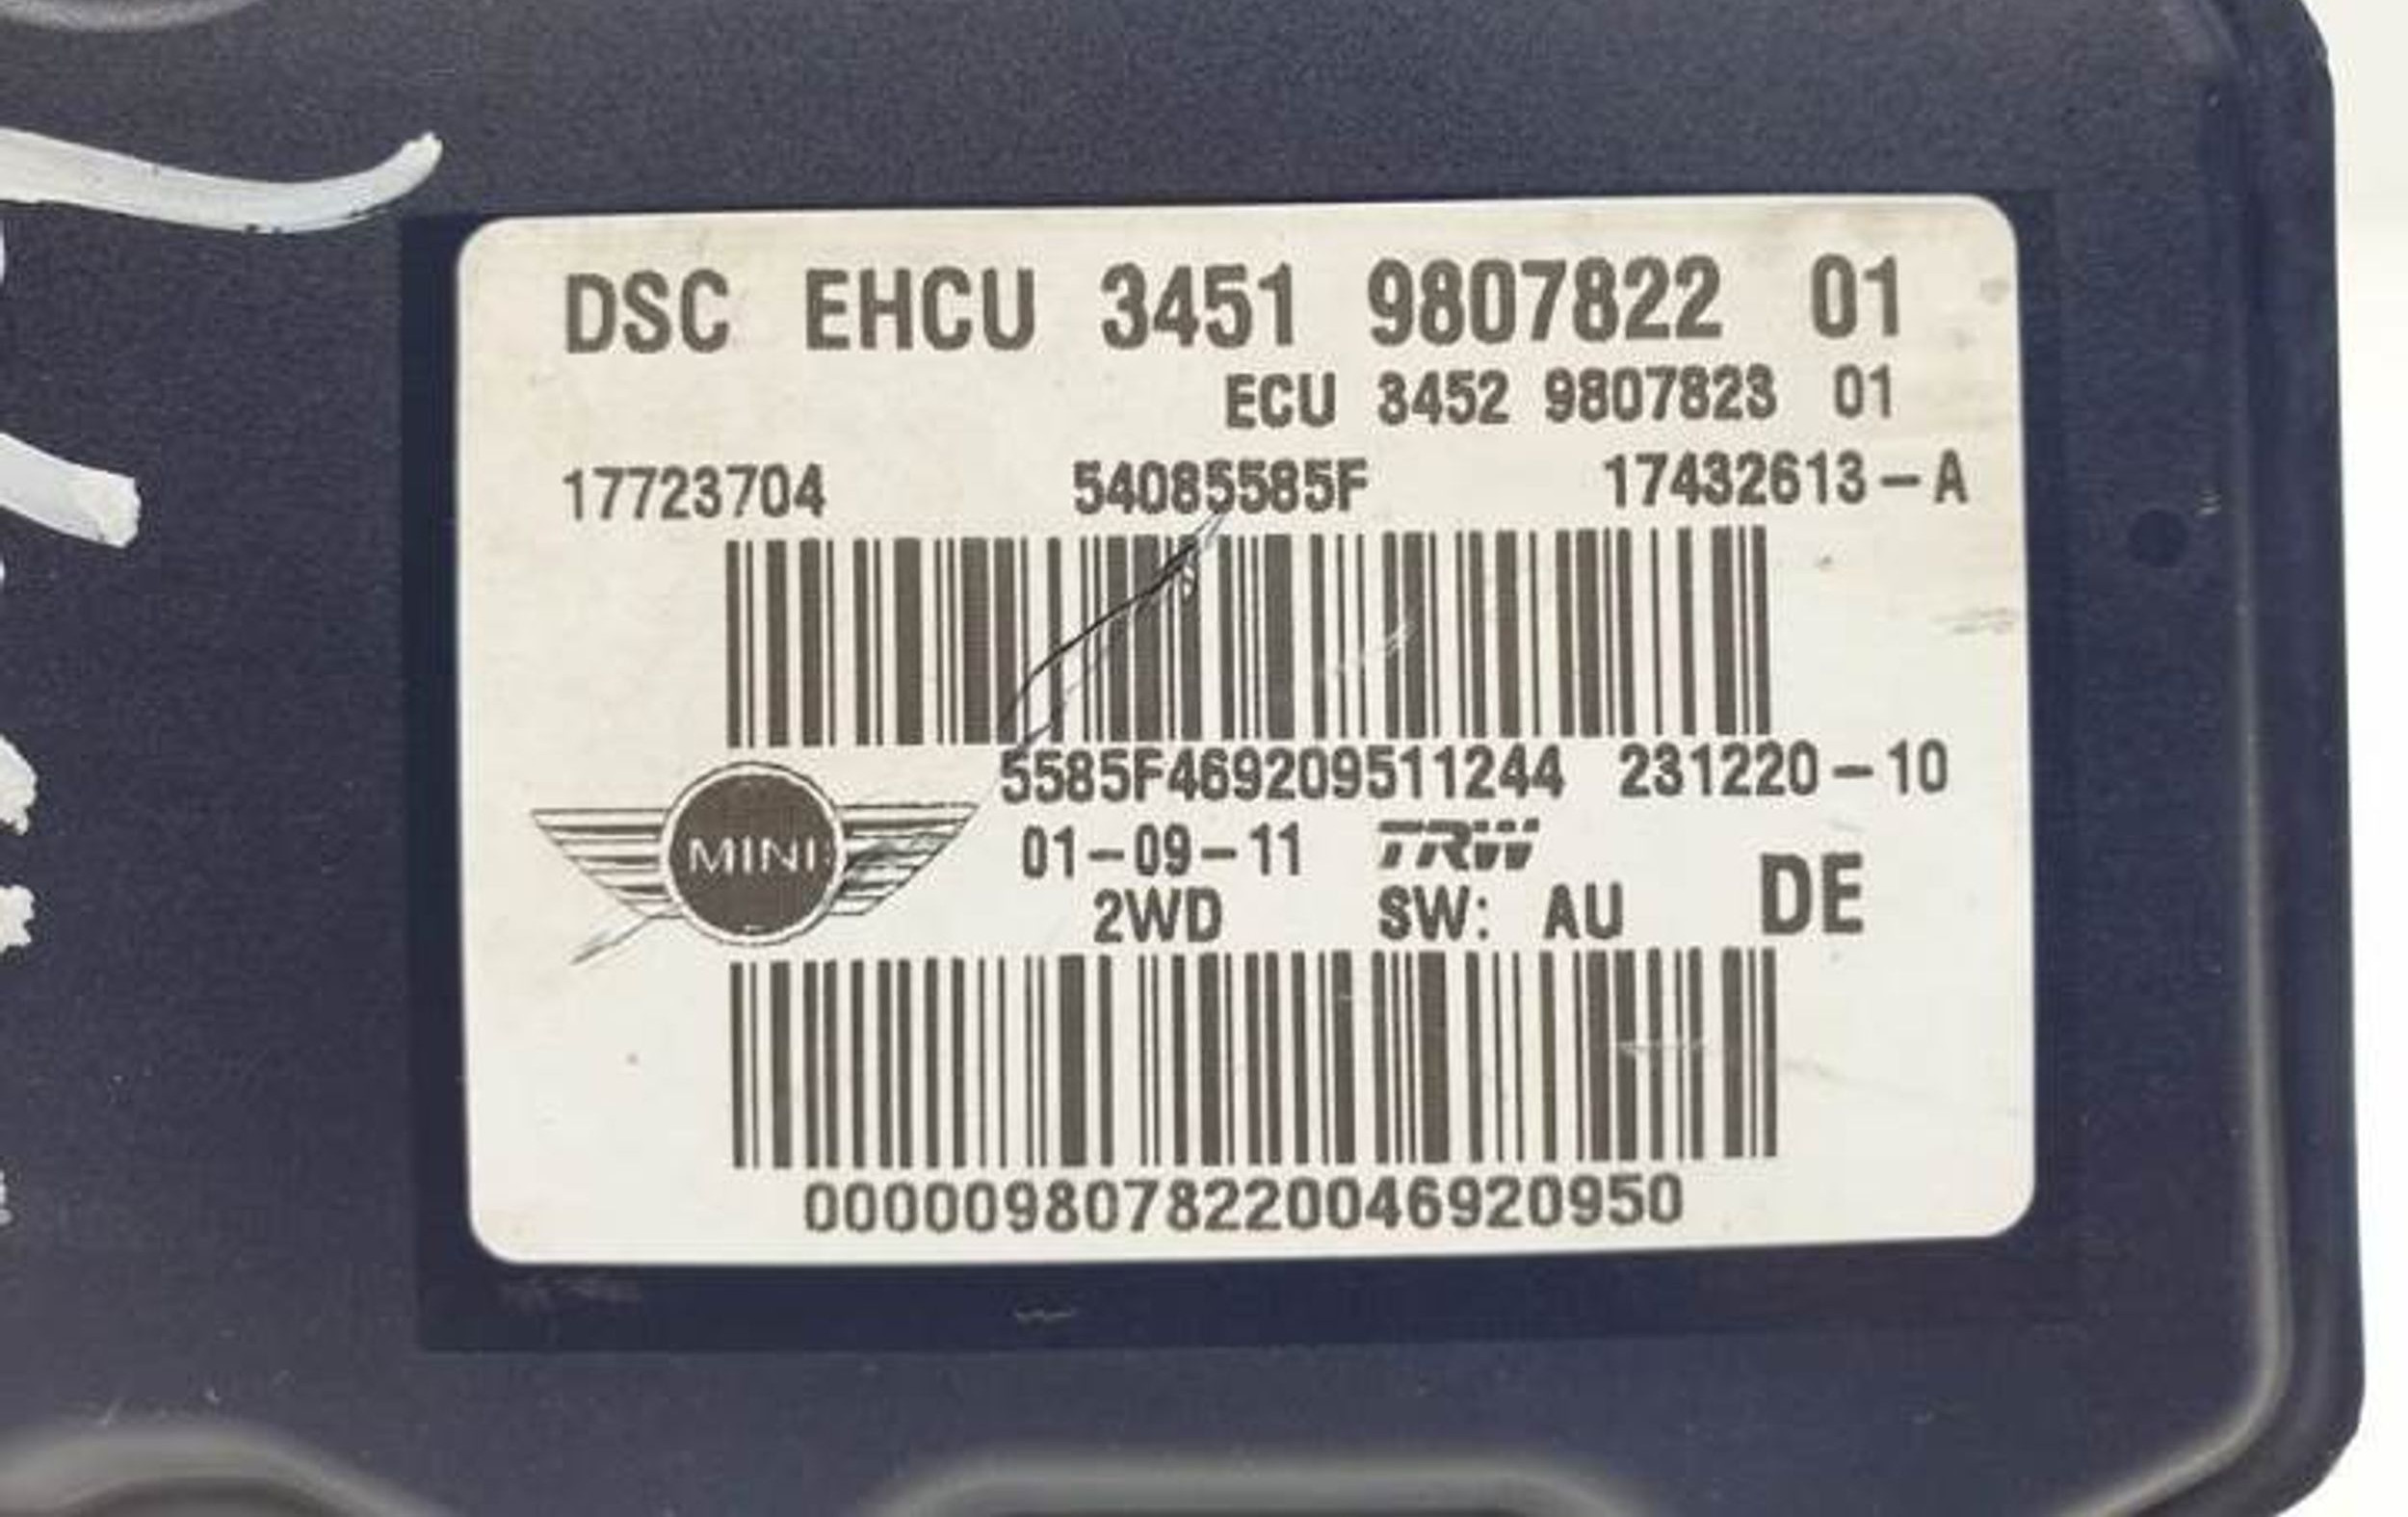 DSC EHCU 3451 9807822 01
ECU 3452 9807823 01
17723704 54085585F 17432613-A
5585F469209511244 231220-10
MINI
01-09-11 TRW
2WD SW: AU DE
0000098078220046920950